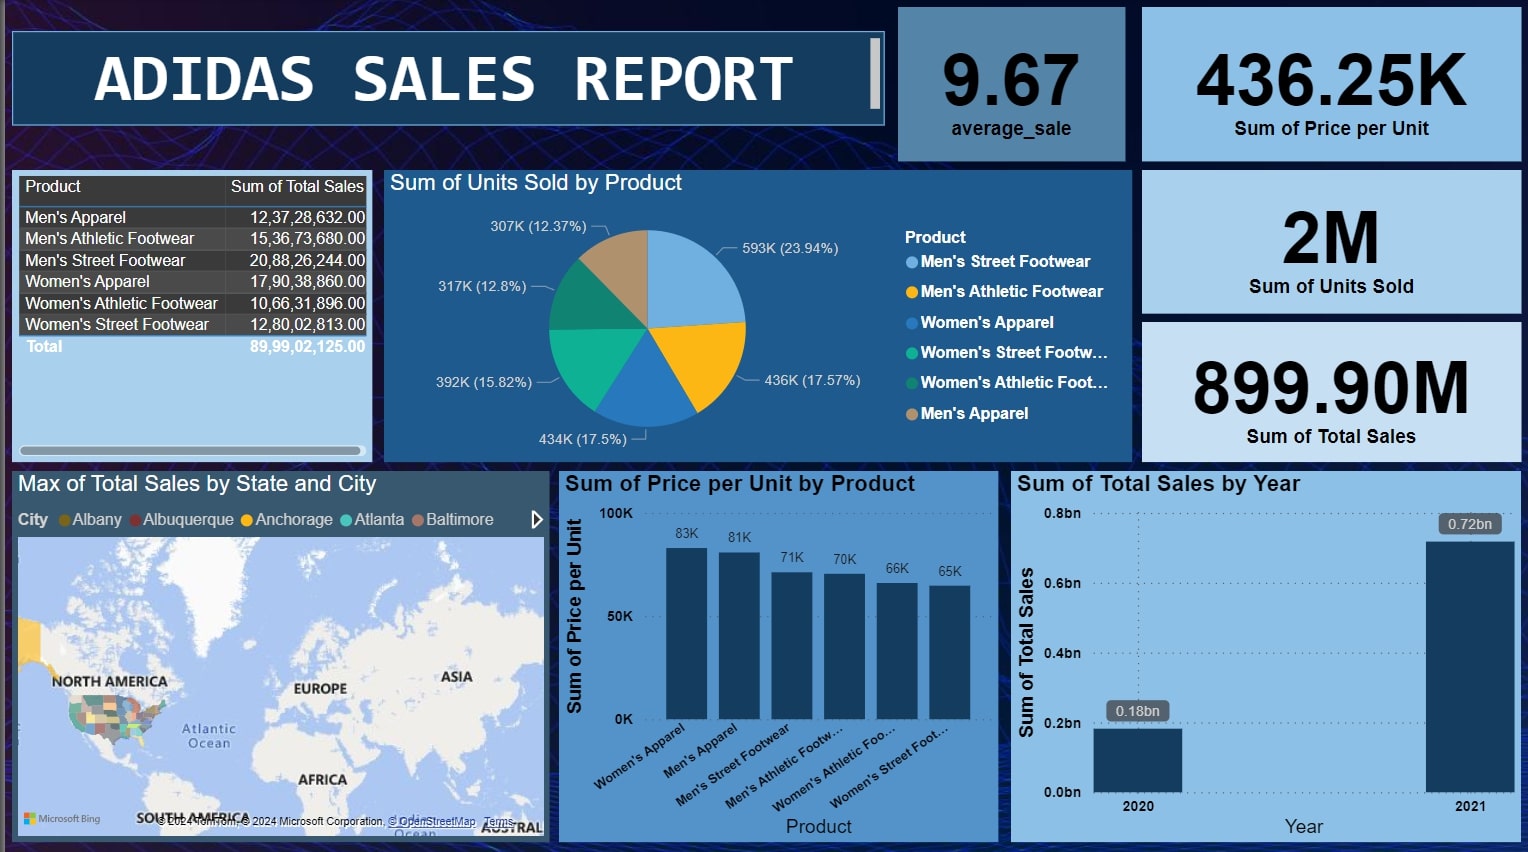 ADIDAS SALES REPORT
9.67
average_sale
436.25K
Sum of Price per Unit
Product Sum of Total Sales
Men's Apparel 12,37,28,632.00
Men's Athletic Footwear 15,36,73,680.00
Men's Street Footwear 20,88,26,244.00
Women's Apparel 17,90,38,860.00
Women's Athletic Footwear 10,66,31,896.00
Women's Street Footwear 12,80,02,813.00
Total 89,99,02,125.00
Sum of Units Sold by Product
307K (12.37%)
593K (23.94%)
317K (12.8%)
392K (15.82%)
436K (17.57%)
434K (17.5%)
Product
Men's Street Footwear
Men's Athletic Footwear
Women's Apparel
Women's Street Footw...
Women's Athletic Foot...
Men's Apparel
2M
Sum of Units Sold
899.90M
Sum of Total Sales
Max of Total Sales by State and City
City Albany Albuquerque Anchorage Atlanta Baltimore
NORTH AMERICA
EUROPE
ASIA
Atlantic
Ocean
AFRICA
SOUTH AMERICA
Indian
Ocean
AUSTRAL
Microsoft Bing
© 2024 TomTom, © 2024 Microsoft Corporation, © OpenStreetMap Terms
Sum of Price per Unit by Product
Sum of Price per Unit
100K
50K
0K
83K
81K
71K
70K
66K
65K
Women's Apparel
Men's Apparel
Men's Street Footwear
Men's Athletic Footw...
Women's Athletic Foo...
Women's Street Foot...
Product
Sum of Total Sales by Year
Sum of Total Sales
0.8bn
0.6bn
0.4bn
0.2bn
0.0bn
0.18bn
0.72bn
2020
2021
Year